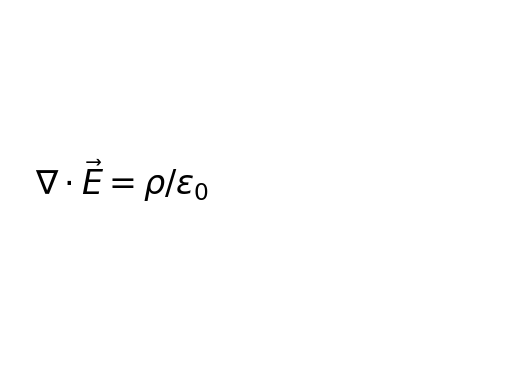 ∇ · E⃗ = ρ/ε₀